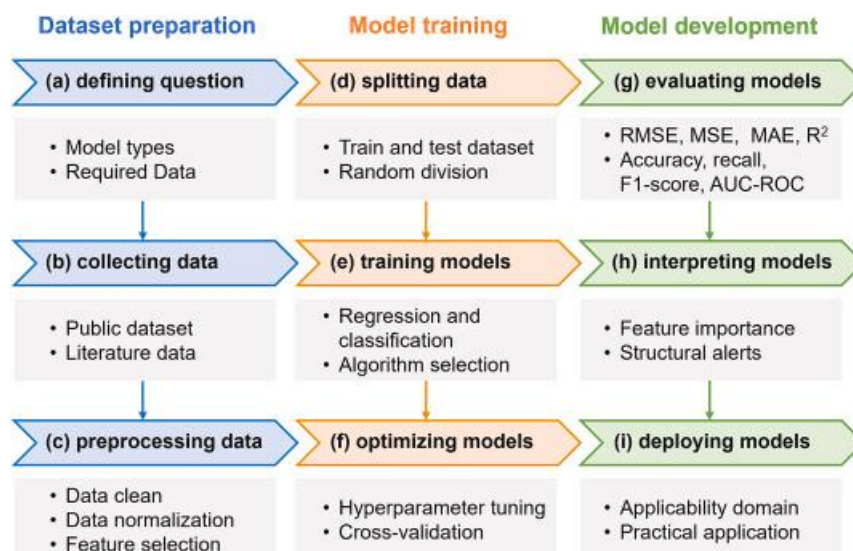 Dataset preparation
Model training
Model development
(a) defining question
(d) splitting data
(g) evaluating models
• Model types
• Required Data
• Train and test dataset
• Random division
• RMSE, MSE, MAE, R²
• Accuracy, recall,
F1-score, AUC-ROC
(b) collecting data
(e) training models
(h) interpreting models
• Public dataset
• Literature data
• Regression and
classification
• Algorithm selection
• Feature importance
• Structural alerts
(c) preprocessing data
(f) optimizing models
(i) deploying models
• Data clean
• Data normalization
• Feature selection
• Hyperparameter tuning
• Cross-validation
• Applicability domain
• Practical application